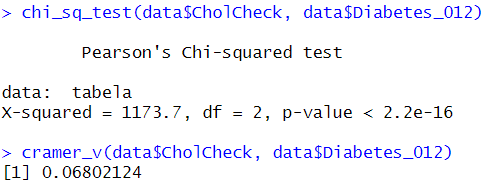 > chi_sq_test(data$CholCheck, data$Diabetes_012)
Pearson's Chi-squared test
data:  tabela
X-squared = 1173.7, df = 2, p-value < 2.2e-16
> cramer_v(data$CholCheck, data$Diabetes_012)
[1] 0.06802124